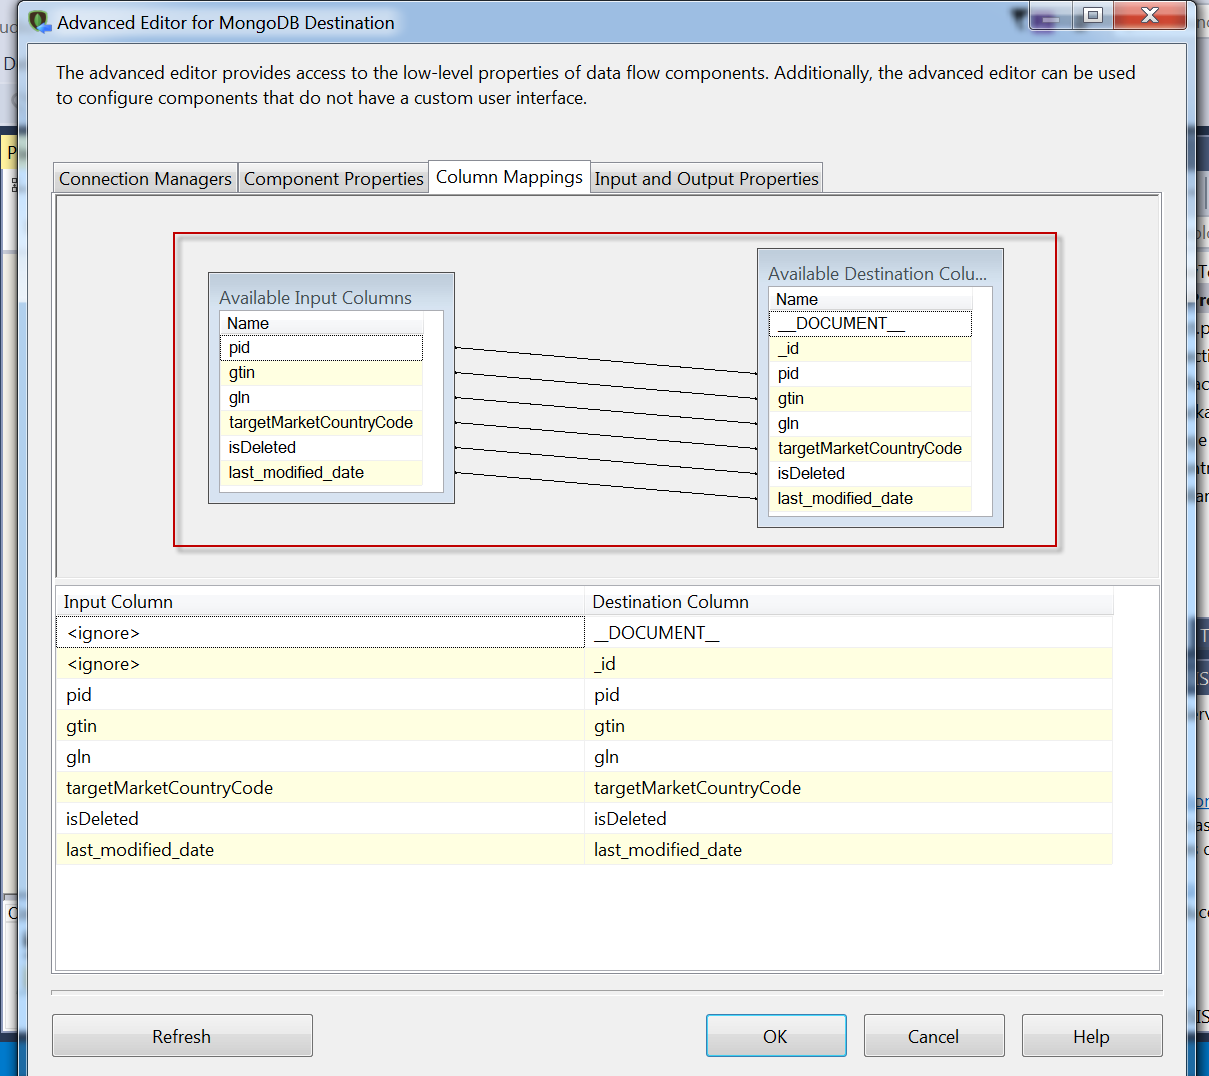 Advanced Editor for MongoDB Destination
The advanced editor provides access to the low-level properties of data flow components. Additionally, the advanced editor can be used
to configure components that do not have a custom user interface.
Connection Managers Component Properties Column Mappings Input and Output Properties
Available Input Columns
Name
pid
gtin
gln
targetMarketCountryCode
isDeleted
last_modified_date
Available Destination Colu...
Name
__DOCUMENT__
_id
pid
gtin
gln
targetMarketCountryCode
isDeleted
last_modified_date
Input Column Destination Column
<ignore> __DOCUMENT__
<ignore> _id
pid pid
gtin gtin
gln gln
targetMarketCountryCode targetMarketCountryCode
isDeleted isDeleted
last_modified_date last_modified_date
Refresh OK Cancel Help